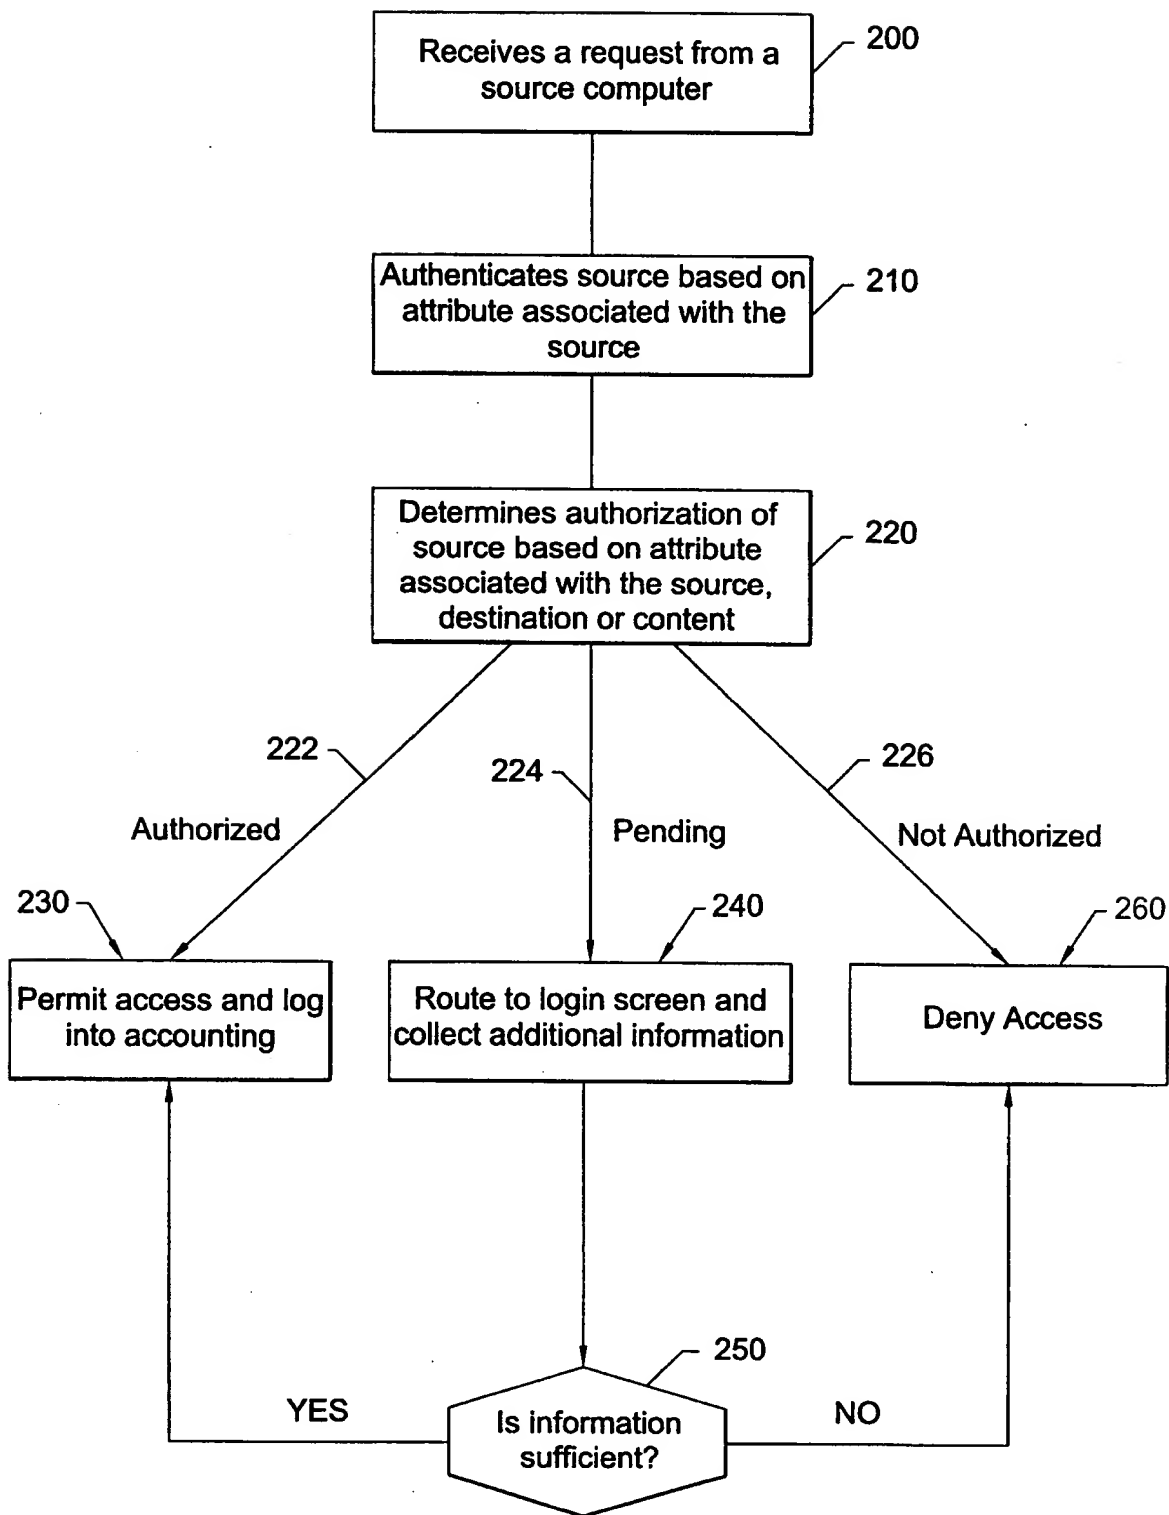 Receives a request from a
source computer
200
Authenticates source based on
attribute associated with the
source
210
Determines authorization of
source based on attribute
associated with the source,
destination or content
220
222
224
226
Authorized
Pending
Not Authorized
230
240
260
Permit access and log
into accounting
Route to login screen and
collect additional information
Deny Access
250
YES
Is information
sufficient?
NO